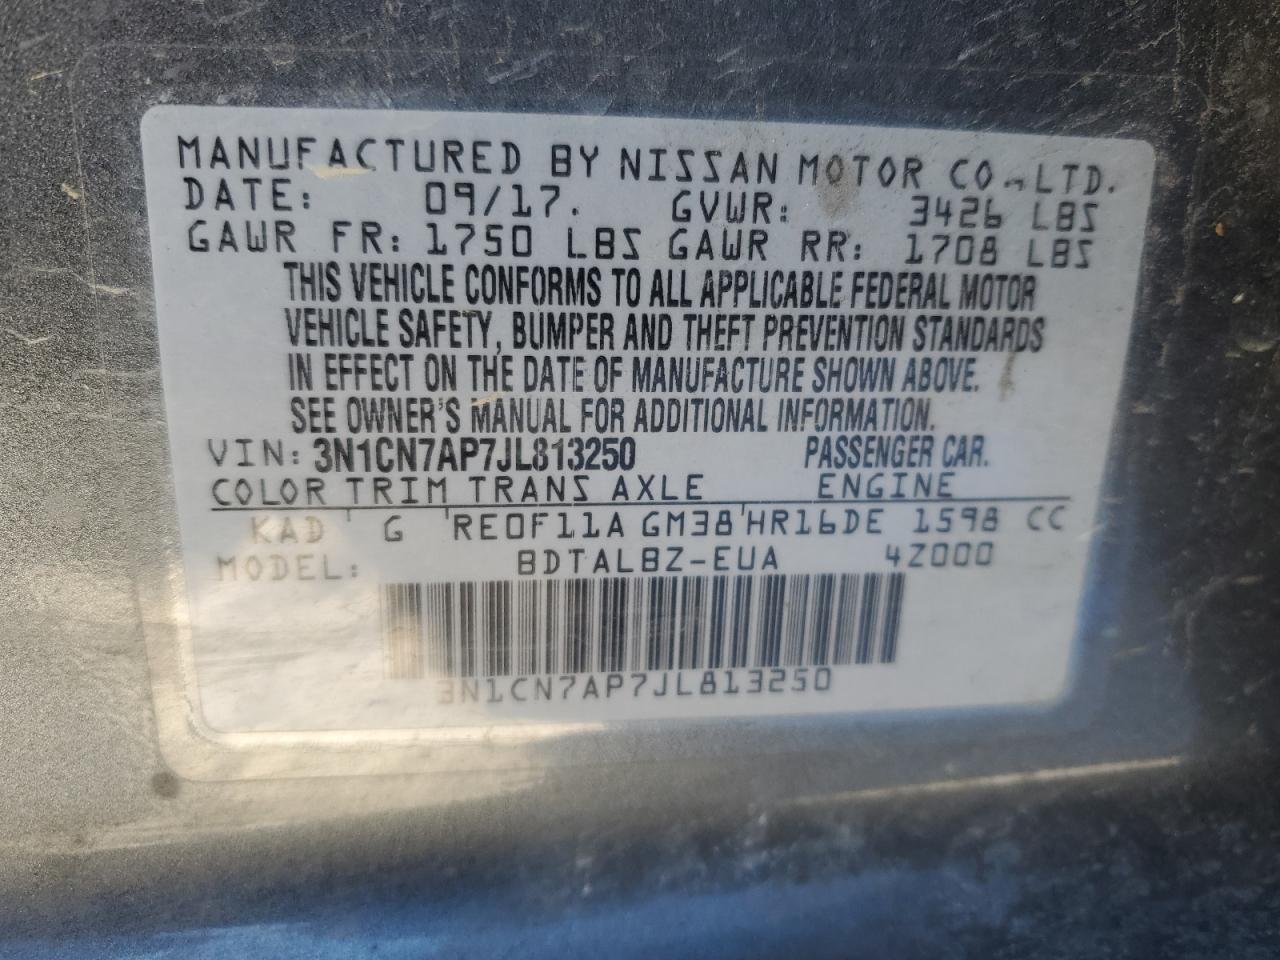 MANUFACTURED BY NISSAN MOTOR CO., LTD.
DATE: 09/17. GVWR: 3426 LBS
GAWR FR: 1750 LBS GAWR RR: 1708 LBS
THIS VEHICLE CONFORMS TO ALL APPLICABLE FEDERAL MOTOR
VEHICLE SAFETY, BUMPER AND THEFT PREVENTION STANDARDS
IN EFFECT ON THE DATE OF MANUFACTURE SHOWN ABOVE.
SEE OWNER'S MANUAL FOR ADDITIONAL INFORMATION.
VIN: 3N1CN7AP7JL813250 PASSENGER CAR.
COLOR TRIM TRANS AXLE ENGINE
KAD G RE0F11A GM38 HR16DE 1598 CC
MODEL: BDTALBZ-EUA 4Z000
3N1CN7AP7JL813250